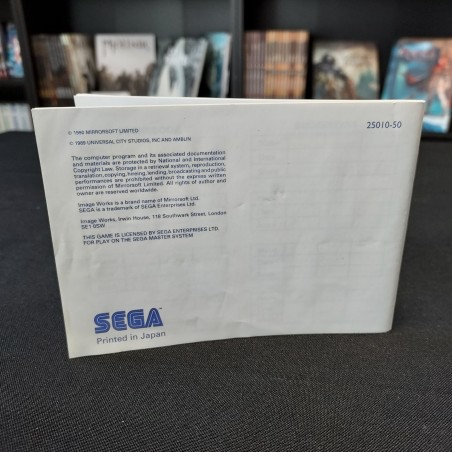 25010-50
MIRRORSOFT LIMITED
UNIVERSAL CITY STUDIOS, INC AND AMBLIN
The computer program and its associated documentation
and materials are protected by National and International
Copyright Law. Storage in a retrieval system, reproduction,
translation, copying, hireing, lending, broadcasting and public
performances are prohibited without the express written
permission of Mirrorsoft Limited. All rights of author and
owner are reserved worldwide.
Image Works is a brand name of Mirrorsoft Ltd.
SEGA is a trademark of SEGA Enterprises Ltd.
Image Works, Irwin House, 118 Southwark Street, London
SE1 0SW
THIS GAME IS LICENSED BY SEGA ENTERPRISES LTD.
FOR PLAY ON THE SEGA MASTER SYSTEM
SEGA
Printed in Japan